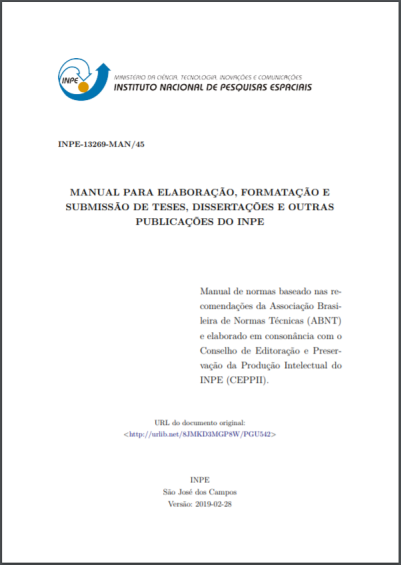 INPE
MINISTÉRIO DA CIÊNCIA, TECNOLOGIA, INOVAÇÕES E COMUNICAÇÕES
INSTITUTO NACIONAL DE PESQUISAS ESPACIAIS
INPE-13269-MAN/45
MANUAL PARA ELABORAÇÃO, FORMATAÇÃO E
SUBMISSÃO DE TESES, DISSERTAÇÕES E OUTRAS
PUBLICAÇÕES DO INPE
Manual de normas baseado nas re-
comendações da Associação Brasi-
leira de Normas Técnicas (ABNT)
e elaborado em consonância com o
Conselho de Editoração e Preser-
vação da Produção Intelectual do
INPE (CEPPII).
URL do documento original:
<http://urlib.net/8JMKD3MGP8W/PGU542>
INPE
São José dos Campos
Versão: 2019-02-28